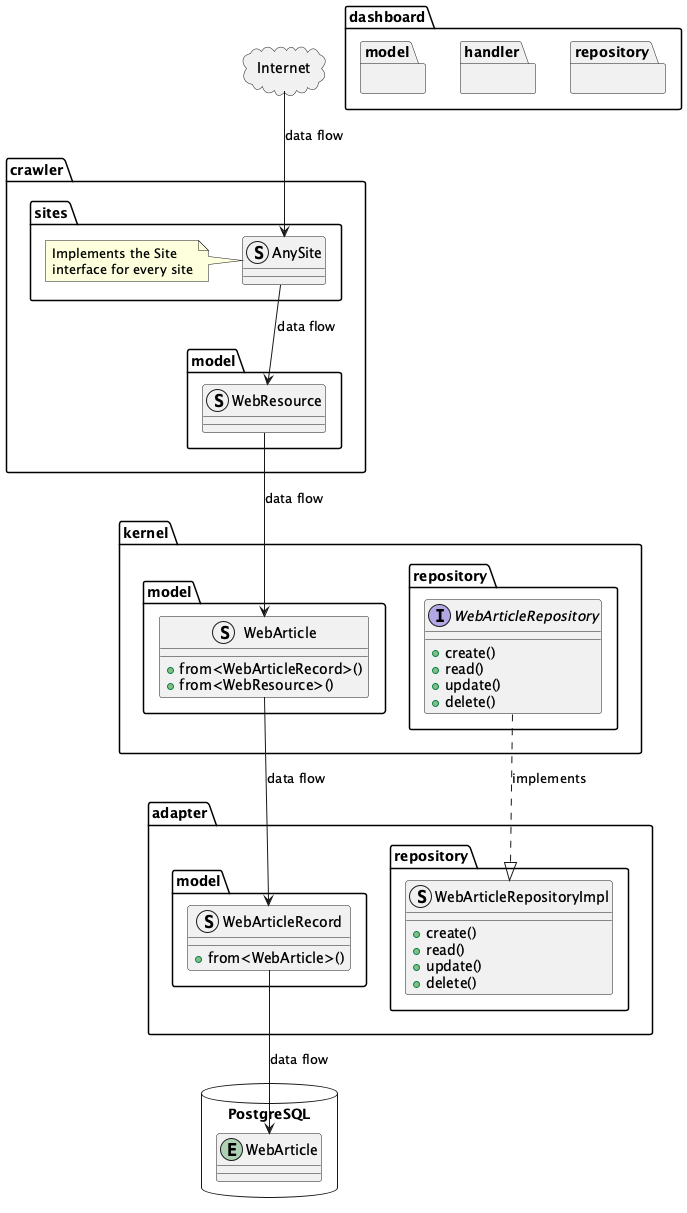 dashboard
model
handler
repository
Internet
data flow
crawler
sites
Implements the Site
interface for every site
S AnySite
data flow
model
S WebResource
data flow
kernel
model
S WebArticle
from<WebArticleRecord>()
from<WebResource>()
repository
I WebArticleRepository
create()
read()
update()
delete()
data flow
implements
adapter
model
S WebArticleRecord
from<WebArticle>()
repository
S WebArticleRepositoryImpl
create()
read()
update()
delete()
data flow
PostgreSQL
E WebArticle